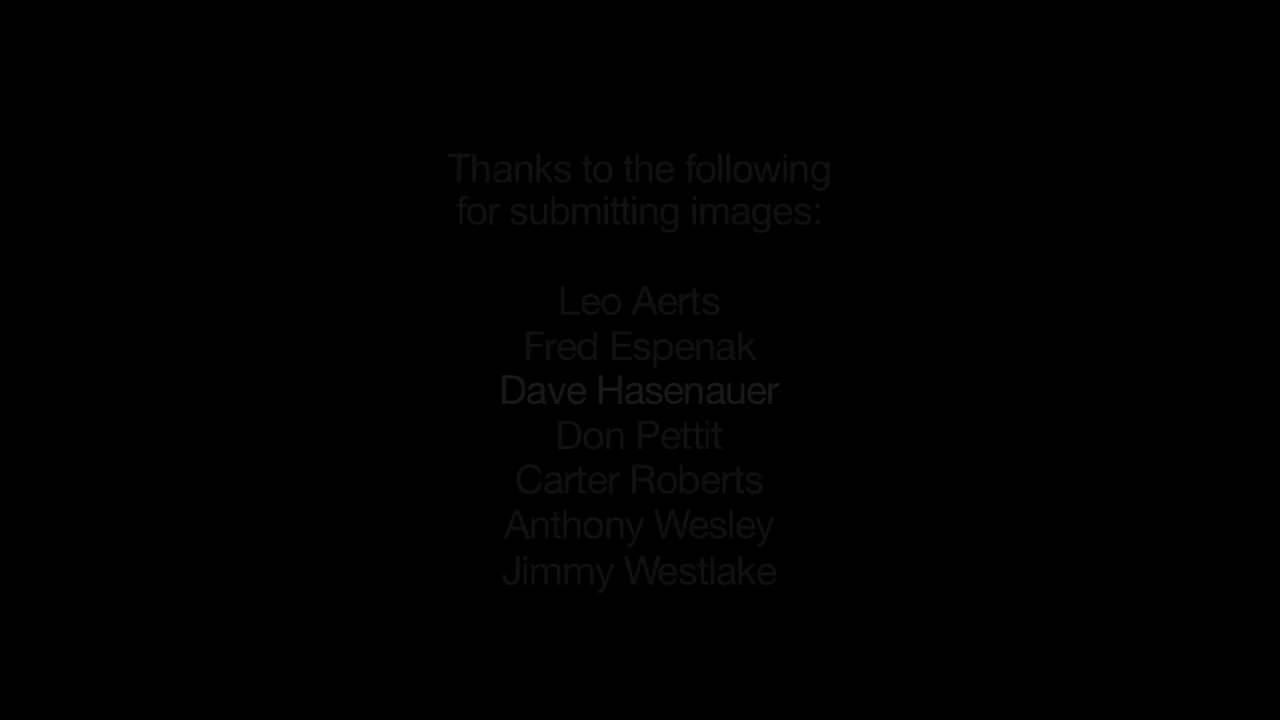 Thanks to the following
for submitting images:
Leo Aerts
Fred Espenak
Dave Hasenauer
Don Pettit
Carter Roberts
Anthony Wesley
Jimmy Westlake